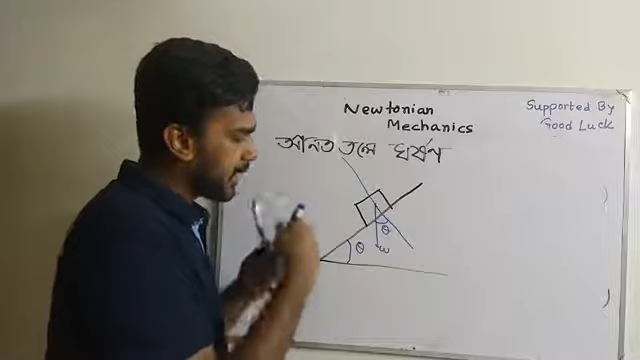 Newtonian
Mechanics
Supported By
Good Luck
আনত তলে ঘর্ষণ
θ
θ
w